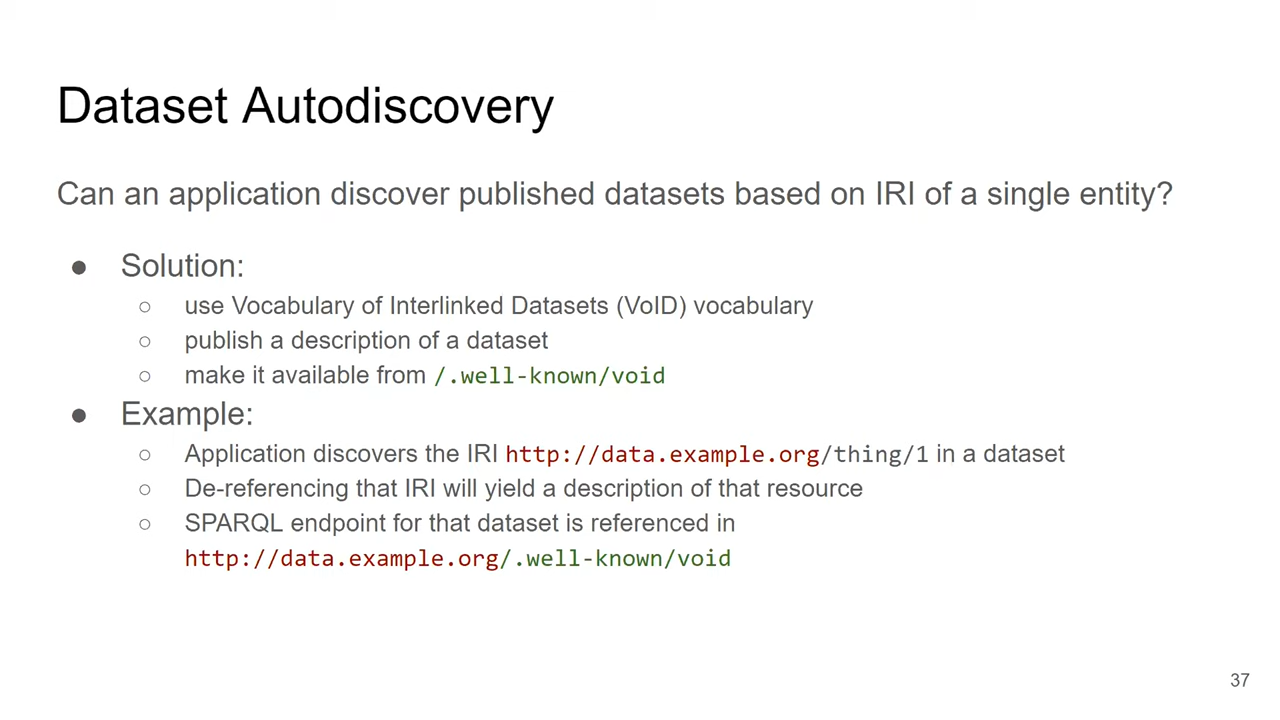 Dataset Autodiscovery
Can an application discover published datasets based on IRI of a single entity?
● Solution:
○ use Vocabulary of Interlinked Datasets (VoID) vocabulary
○ publish a description of a dataset
○ make it available from /.well-known/void
● Example:
○ Application discovers the IRI http://data.example.org/thing/1 in a dataset
○ De-referencing that IRI will yield a description of that resource
○ SPARQL endpoint for that dataset is referenced in
http://data.example.org/.well-known/void
37